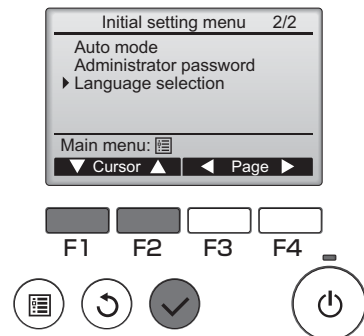 Initial setting menu 2/2
Auto mode
Administrator password
Language selection
Main menu:
Cursor Page
F1 F2 F3 F4